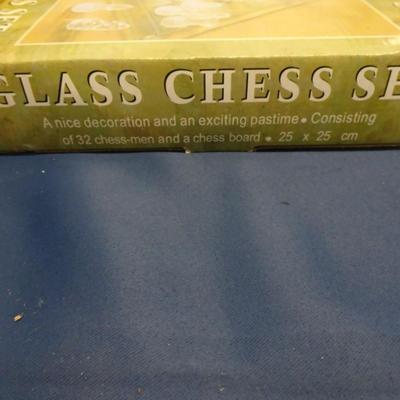 GLASS CHESS SE
A nice decoration and an exciting pastime • Consisting
of 32 chess-men and a chess board • 25 x 25 cm